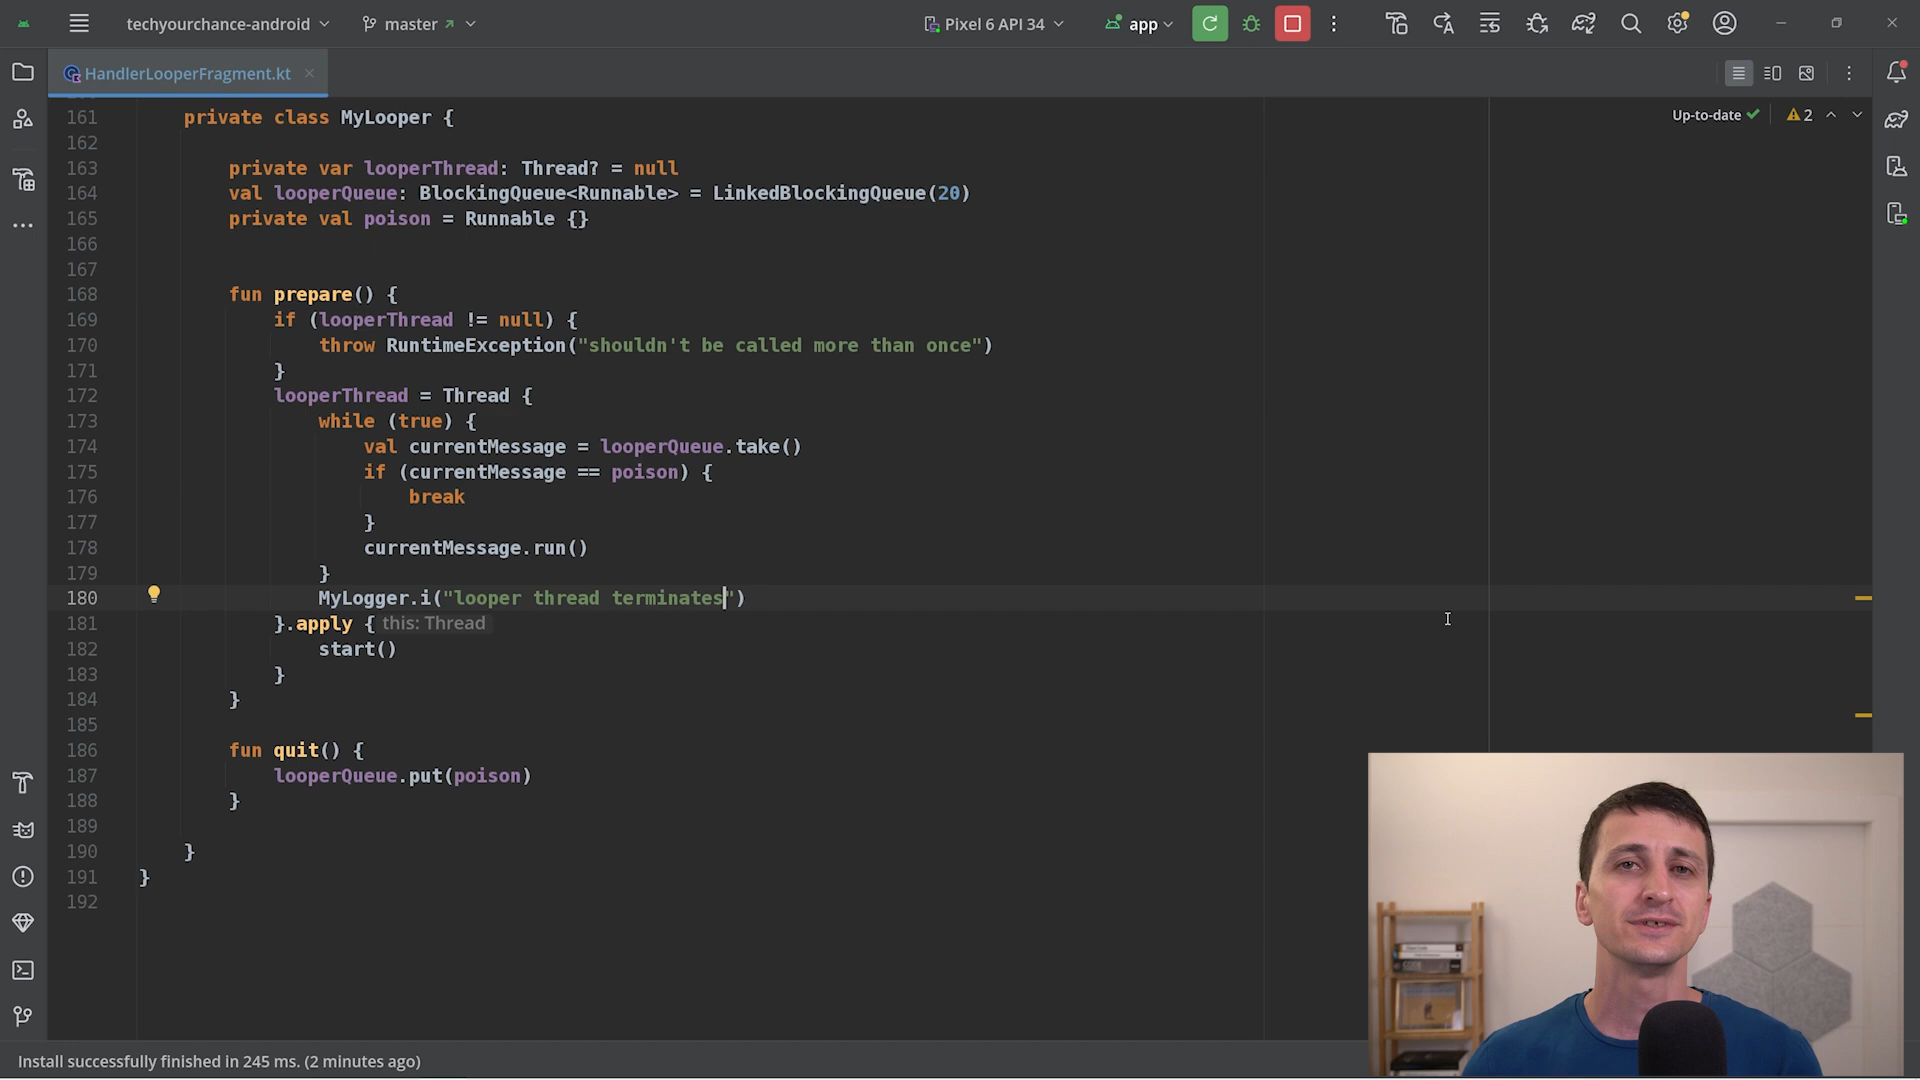 techyourchance-android
master
Pixel 6 API 34
app
HandlerLooperFragment.kt
Up-to-date
2
161 private class MyLooper {
162
163 private var looperThread: Thread? = null
164 val looperQueue: BlockingQueue<Runnable> = LinkedBlockingQueue(20)
165 private val poison = Runnable {}
166
167
168 fun prepare() {
169 if (looperThread != null) {
170 throw RuntimeException("shouldn't be called more than once")
171 }
172 looperThread = Thread {
173 while (true) {
174 val currentMessage = looperQueue.take()
175 if (currentMessage == poison) {
176 break
177 }
178 currentMessage.run()
179 }
180 MyLogger.i("looper thread terminates")
181 }.apply { this: Thread
182 start()
183 }
184 }
185
186 fun quit() {
187 looperQueue.put(poison)
188 }
189
190 }
191 }
192
Install successfully finished in 245 ms. (2 minutes ago)